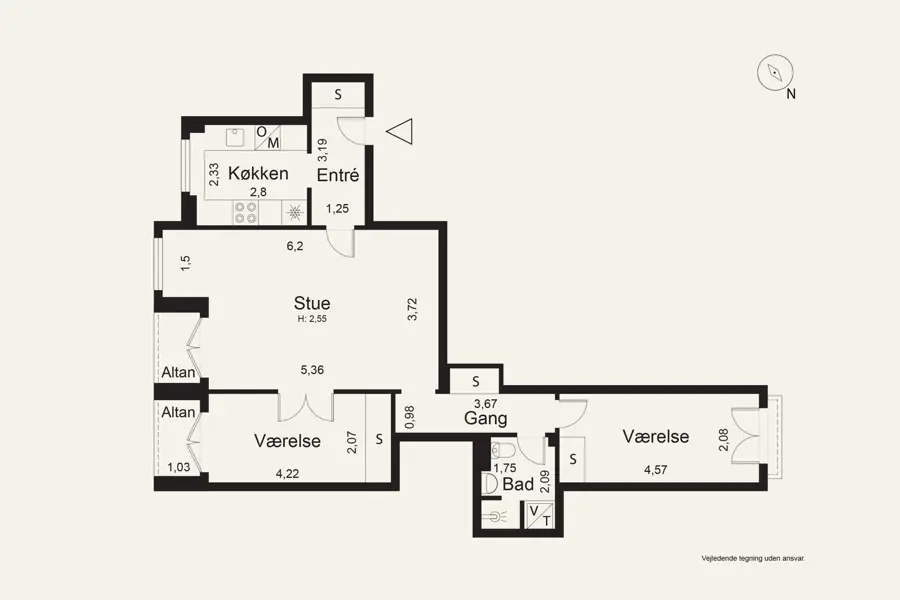 N
S
O
M
3,19
2,33
Køkken
Entré
2,8
1,25
6,2
1,5
Stue
H: 2,55
3,72
Altan
5,36
S
Altan
0,98
3,67
Gang
Værelse
2,07
S
Værelse
2,08
1,03
4,22
1,75
Bad
2,09
S
4,57
V
T
Vejledende tegning uden ansvar.